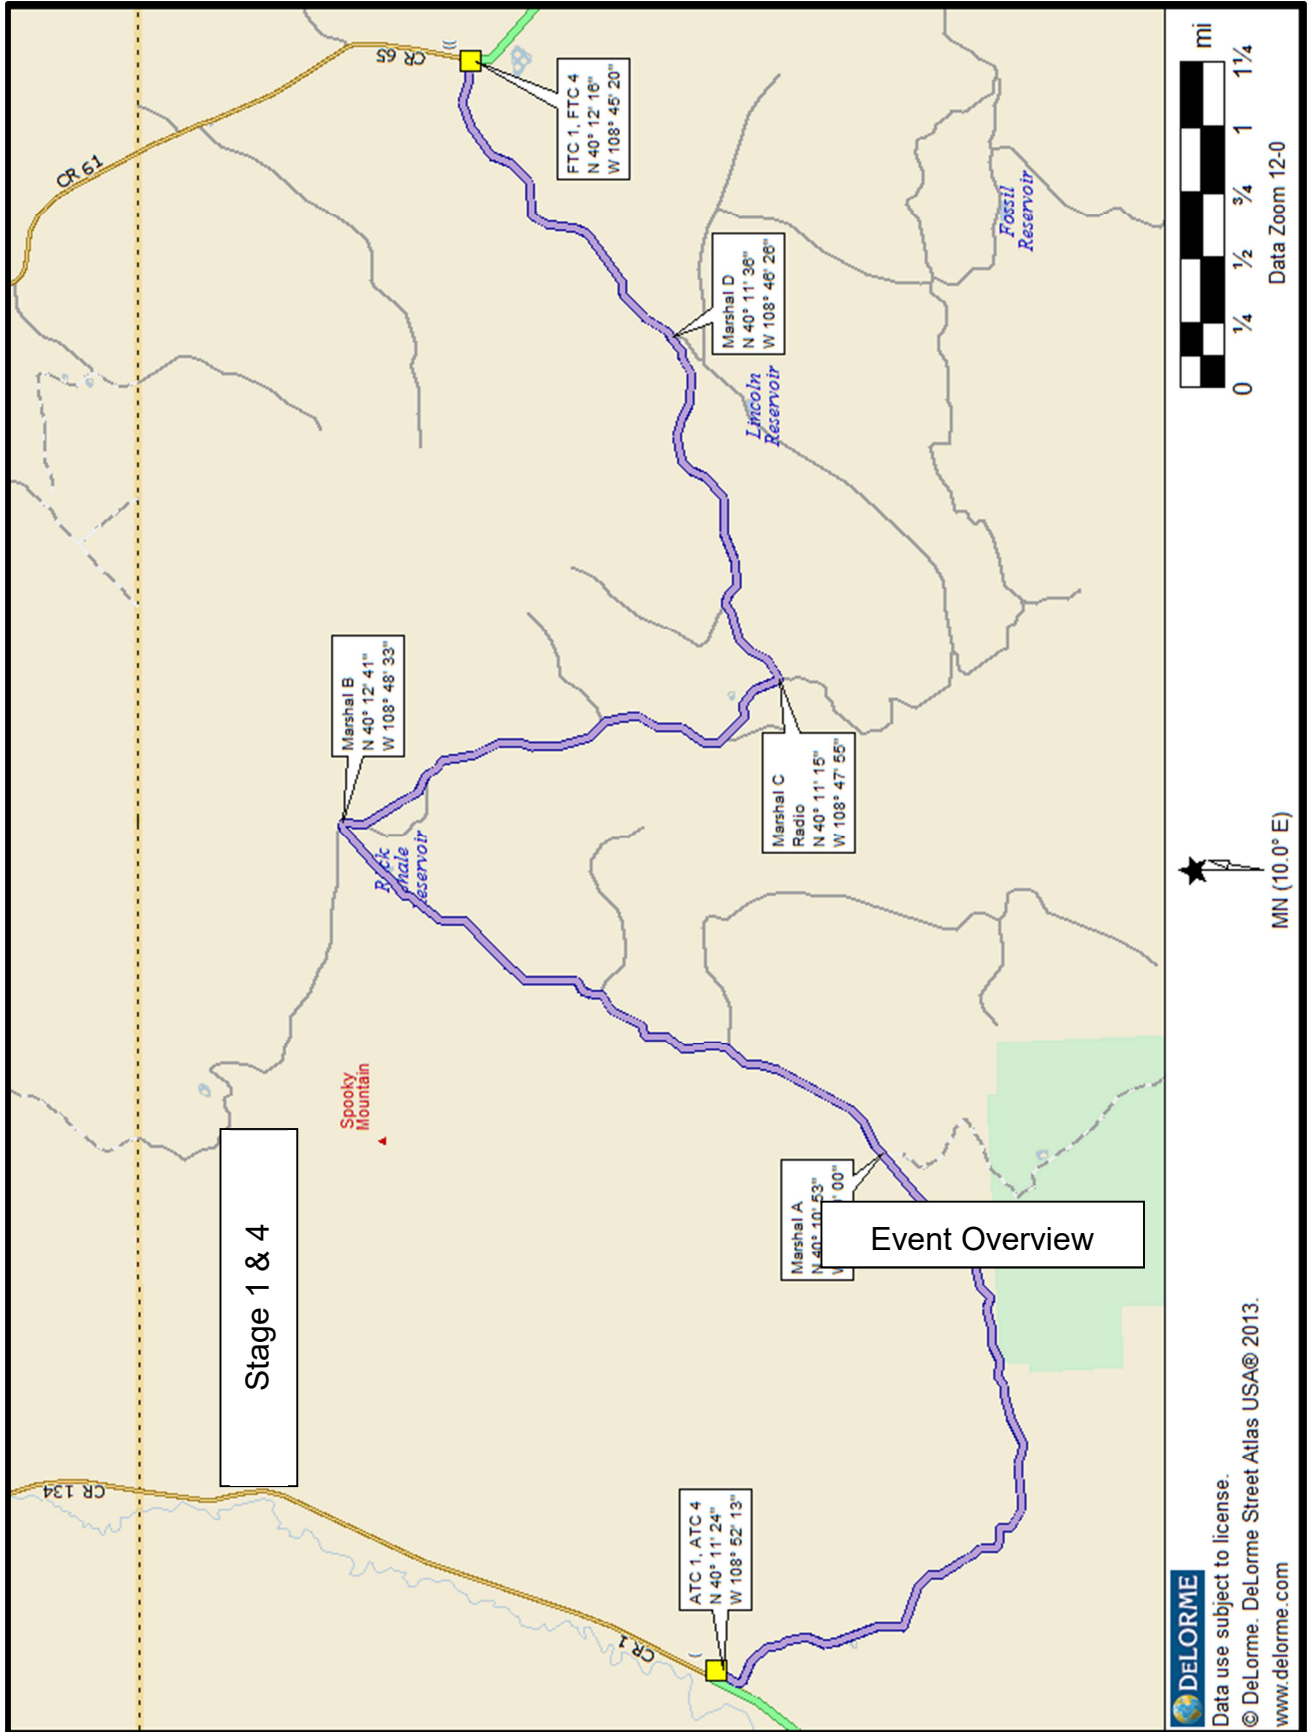 CR 61
CR 65
FTC 1, FTC 4
N 40° 12' 16"
W 108° 45' 20"
Fossil
Reservoir
Marshal D
N 40° 11' 36"
W 108° 46' 26"
Lincoln
Reservoir
Marshal B
N 40° 12' 41"
W 108° 48' 33"
Marshal C
Radio
N 40° 11' 15"
W 108° 47' 55"
Reservoir
Spooky
Mountain
Stage 1 & 4
Marshal A
N 40° 10' 53"
00"
Event Overview
CR 134
ATC 1, ATC 4
N 40° 11' 24"
W 108° 52' 13"
CR 1
mi
0 ¼ ½ ¾ 1 1¼
Data Zoom 12-0
MN (10.0° E)
DELORME
Data use subject to license.
© DeLorme. DeLorme Street Atlas USA® 2013.
www.delorme.com